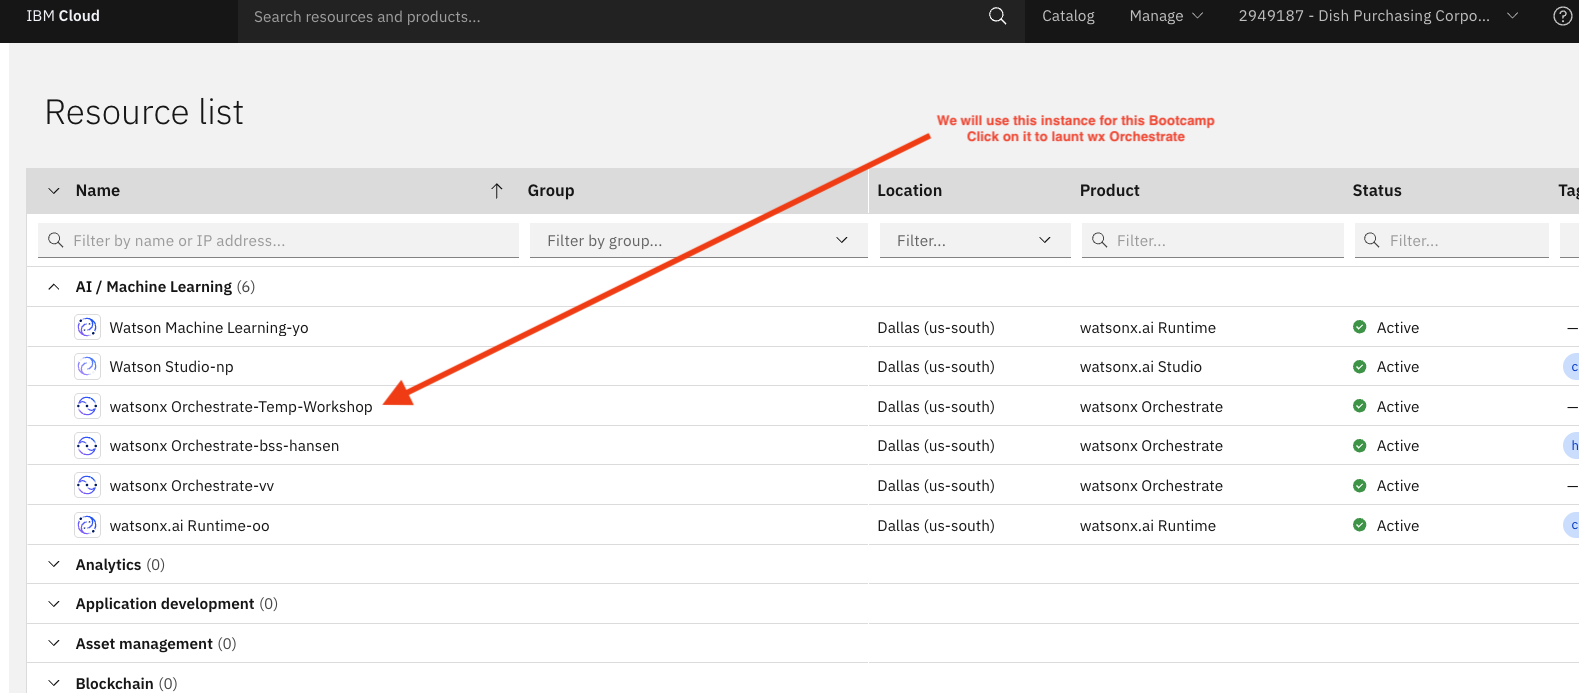 IBM Cloud
Search resources and products...
Catalog
Manage
2949187 - Dish Purchasing Corpo...
Resource list
We will use this instance for this Bootcamp
Click on it to launt wx Orchestrate
Name
Group
Location
Product
Status
Tag
Filter by name or IP address...
Filter by group...
Filter...
Filter...
Filter...
AI / Machine Learning (6)
Watson Machine Learning-yo Dallas (us-south) watsonx.ai Runtime Active –
Watson Studio-np Dallas (us-south) watsonx.ai Studio Active c
watsonx Orchestrate-Temp-Workshop Dallas (us-south) watsonx Orchestrate Active –
watsonx Orchestrate-bss-hansen Dallas (us-south) watsonx Orchestrate Active h
watsonx Orchestrate-vv Dallas (us-south) watsonx Orchestrate Active –
watsonx.ai Runtime-oo Dallas (us-south) watsonx.ai Runtime Active c
Analytics (0)
Application development (0)
Asset management (0)
Blockchain (0)